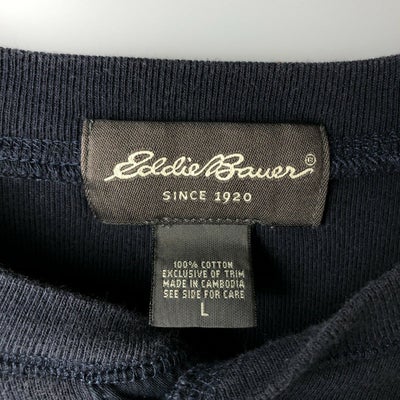 Eddie Bauer®
SINCE 1920
100% COTTON
EXCLUSIVE OF TRIM
MADE IN CAMBODIA
SEE SIDE FOR CARE
L